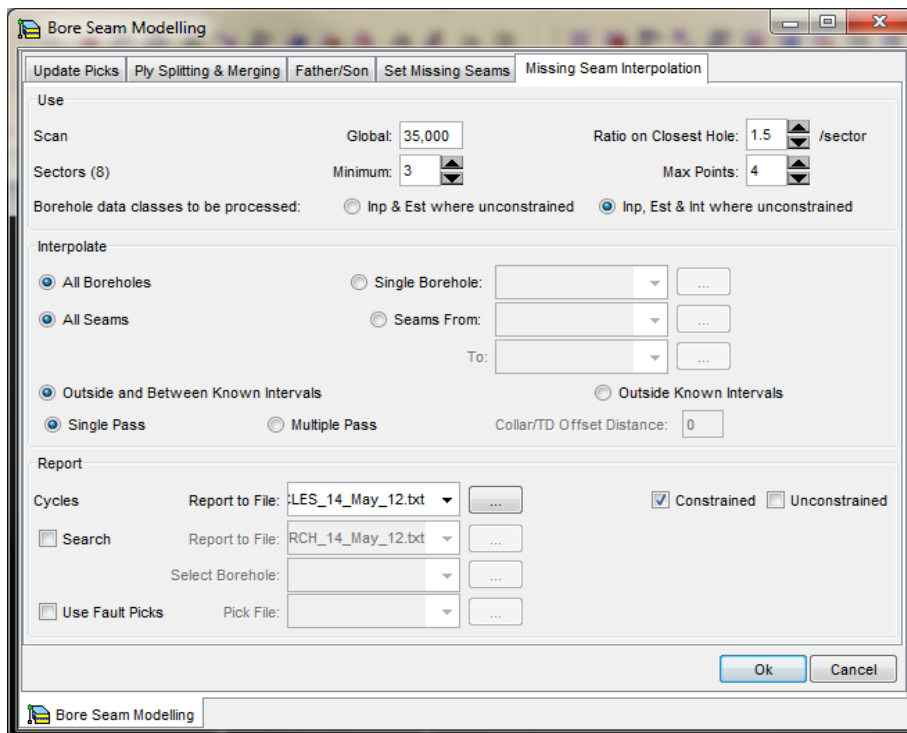 Bore Seam Modelling
Update Picks Ply Splitting & Merging Father/Son Set Missing Seams Missing Seam Interpolation
Use
Scan Global: 35,000 Ratio on Closest Hole: 1.5 /sector
Sectors (8) Minimum: 3 Max Points: 4
Borehole data classes to be processed: Inp & Est where unconstrained Inp, Est & Int where unconstrained
Interpolate
All Boreholes Single Borehole: ...
All Seams Seams From: ...
To: ...
Outside and Between Known Intervals Outside Known Intervals
Single Pass Multiple Pass Collar/TD Offset Distance: 0
Report
Cycles Report to File: :LES_14_May_12.txt ... Constrained Unconstrained
Search Report to File: RCH_14_May_12.txt ...
Select Borehole: ...
Use Fault Picks Pick File: ...
Ok Cancel
Bore Seam Modelling